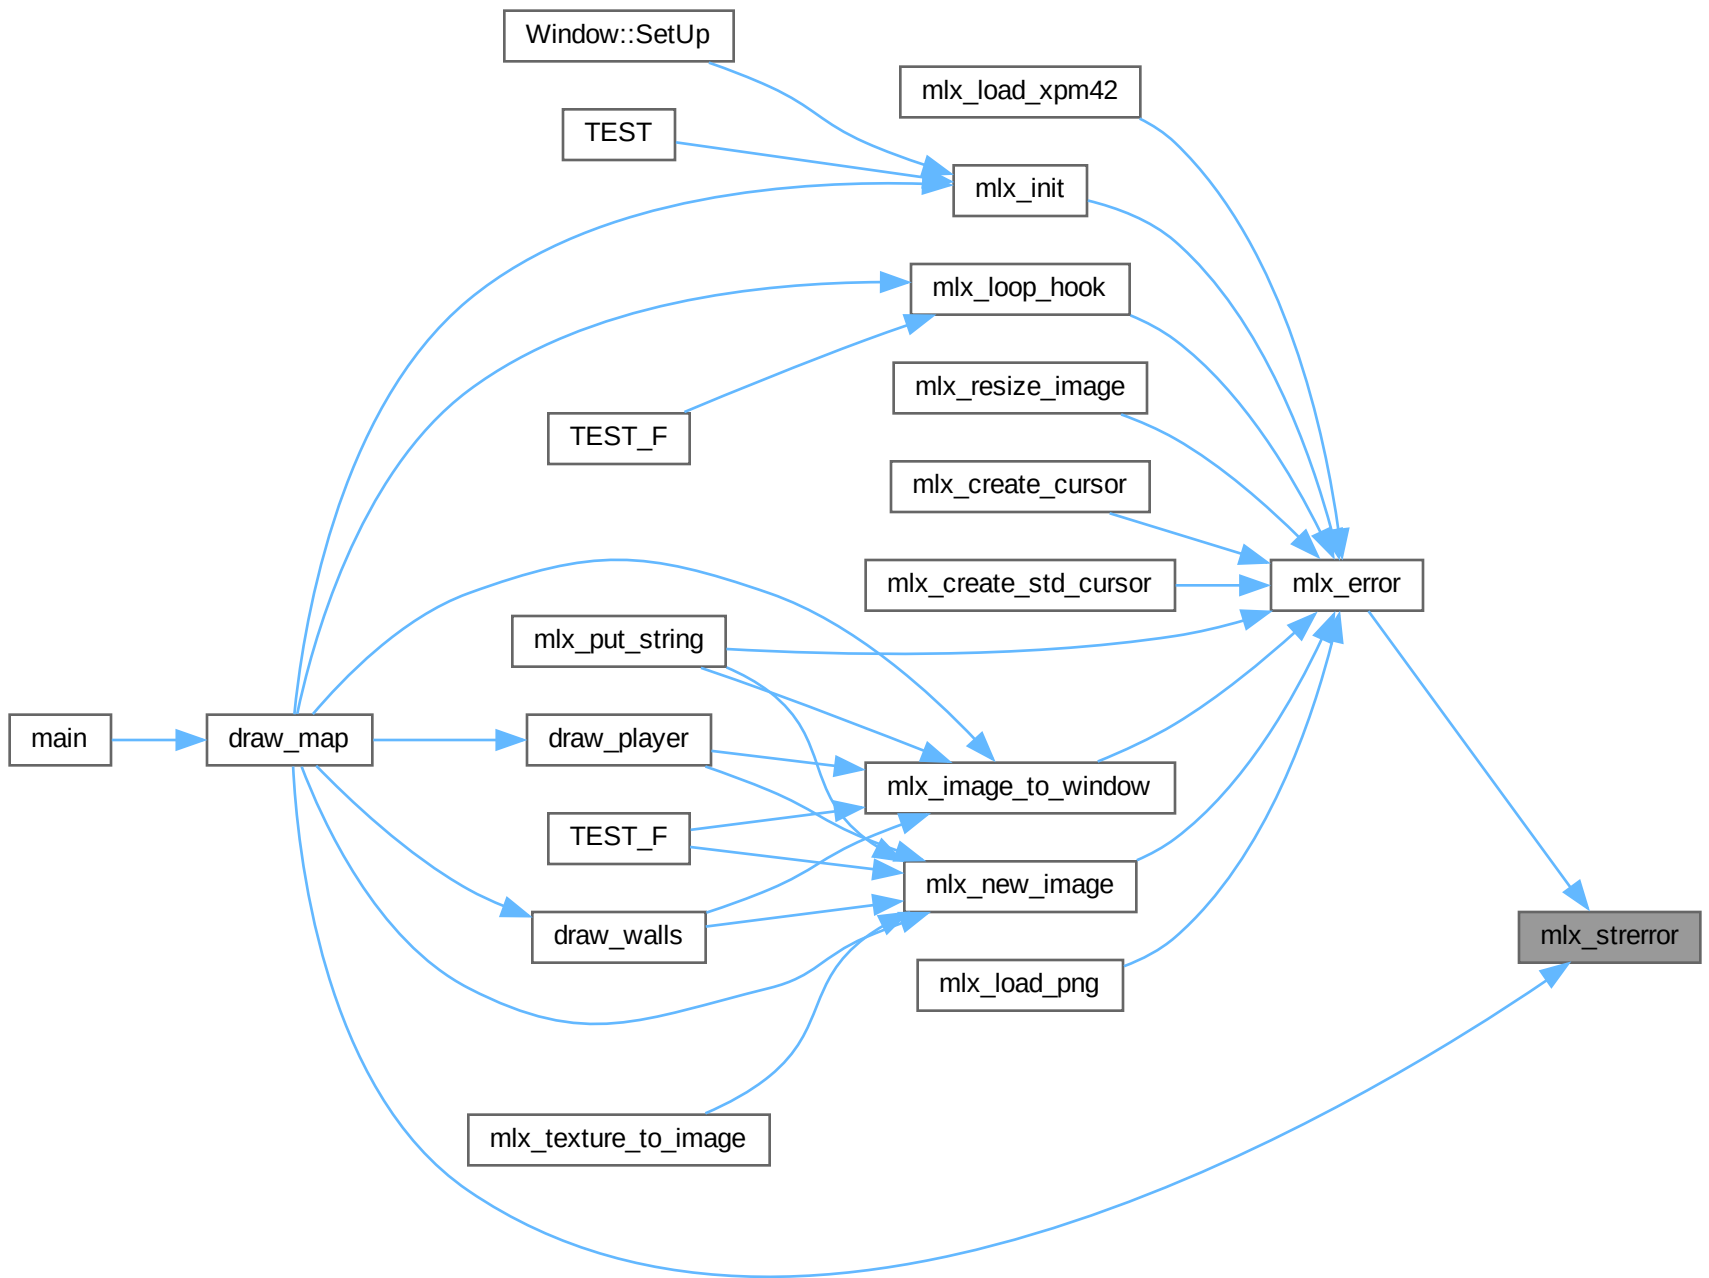 Window::SetUp
mlx_load_xpm42
TEST
mlx_init
mlx_loop_hook
mlx_resize_image
TEST_F
mlx_create_cursor
mlx_create_std_cursor
mlx_error
mlx_put_string
main
draw_map
draw_player
mlx_image_to_window
TEST_F
mlx_new_image
draw_walls
mlx_strerror
mlx_load_png
mlx_texture_to_image